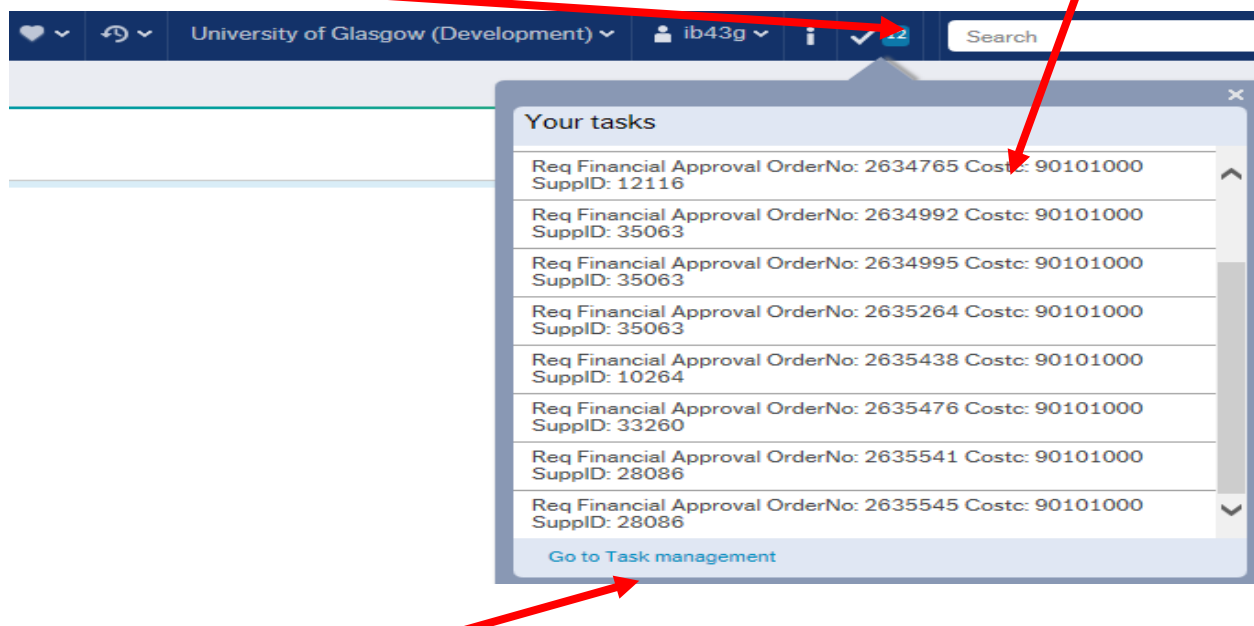 University of Glasgow (Development) ib43g 12 Search
Your tasks
Req Financial Approval OrderNo: 2634765 Costc: 90101000
SuppID: 12116
Req Financial Approval OrderNo: 2634992 Costc: 90101000
SuppID: 35063
Req Financial Approval OrderNo: 2634995 Costc: 90101000
SuppID: 35063
Req Financial Approval OrderNo: 2635264 Costc: 90101000
SuppID: 35063
Req Financial Approval OrderNo: 2635438 Costc: 90101000
SuppID: 10264
Req Financial Approval OrderNo: 2635476 Costc: 90101000
SuppID: 33260
Req Financial Approval OrderNo: 2635541 Costc: 90101000
SuppID: 28086
Req Financial Approval OrderNo: 2635545 Costc: 90101000
SuppID: 28086
Go to Task management